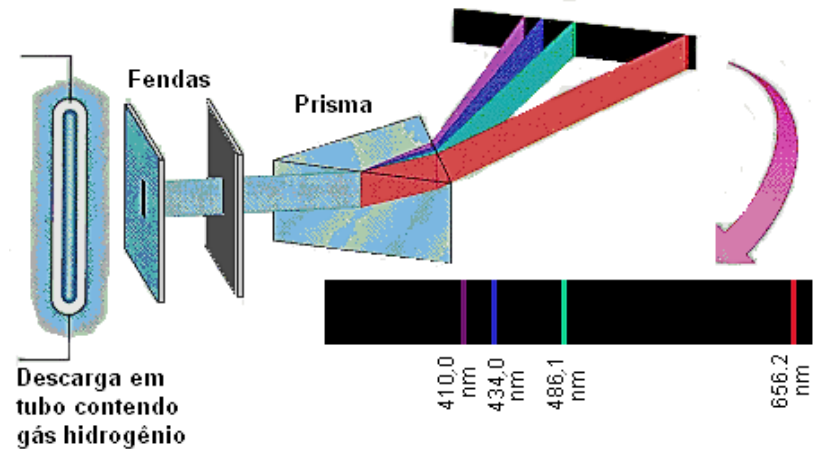 Fendas
Prisma
Descarga em
tubo contendo
gás hidrogênio
410,0
nm
434,0
nm
486,1
nm
656.2
nm